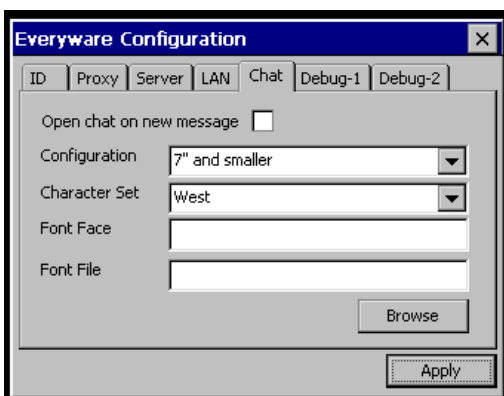 Everyware Configuration
ID Proxy Server LAN Chat Debug-1 Debug-2
Open chat on new message
Configuration 7" and smaller
Character Set West
Font Face
Font File
Browse
Apply